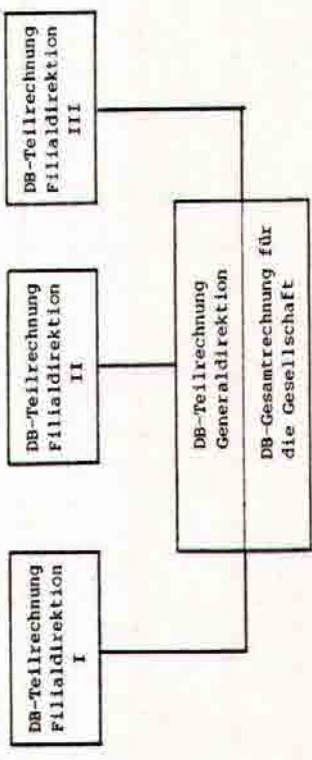 DB-Teilrechnung
Filialdirektion
I
DB-Teilrechnung
Filialdirektion
II
DB-Teilrechnung
Filialdirektion
III
DB-Teilrechnung
Generaldirektion
DB-Gesamtrechnung für
die Gesellschaft